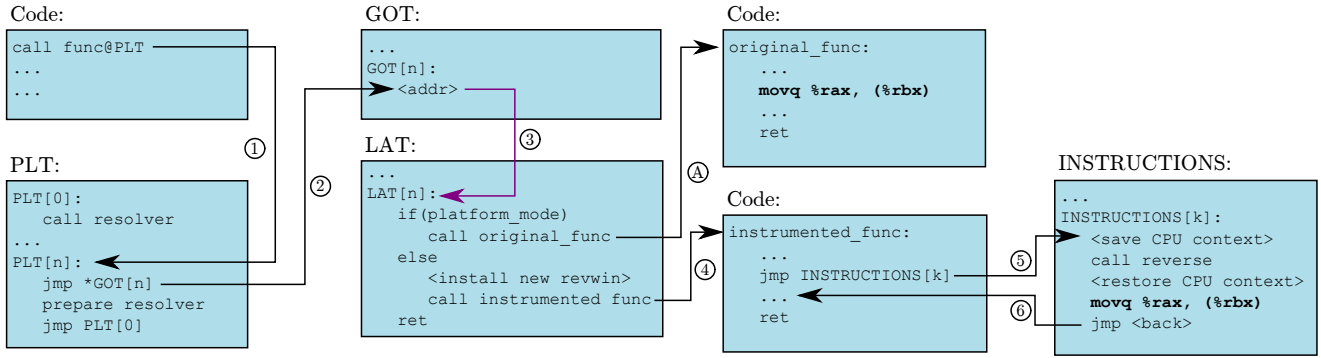 Code:
call func@PLT
...
...
①
PLT:
PLT[0]:
call resolver
...
PLT[n]:
jmp *GOT[n]
prepare resolver
jmp PLT[0]
②
GOT:
...
GOT[n]:
<addr>
③
LAT:
...
LAT[n]:
if(platform_mode)
call original_func
else
<install new revwin>
call instrumented func
ret
Ⓐ
④
Code:
original_func:
...
movq %rax, (%rbx)
...
ret
Code:
instrumented_func:
...
jmp INSTRUCTIONS[k]
...
ret
⑤
⑥
INSTRUCTIONS:
...
INSTRUCTIONS[k]:
<save CPU context>
call reverse
<restore CPU context>
movq %rax, (%rbx)
jmp <back>